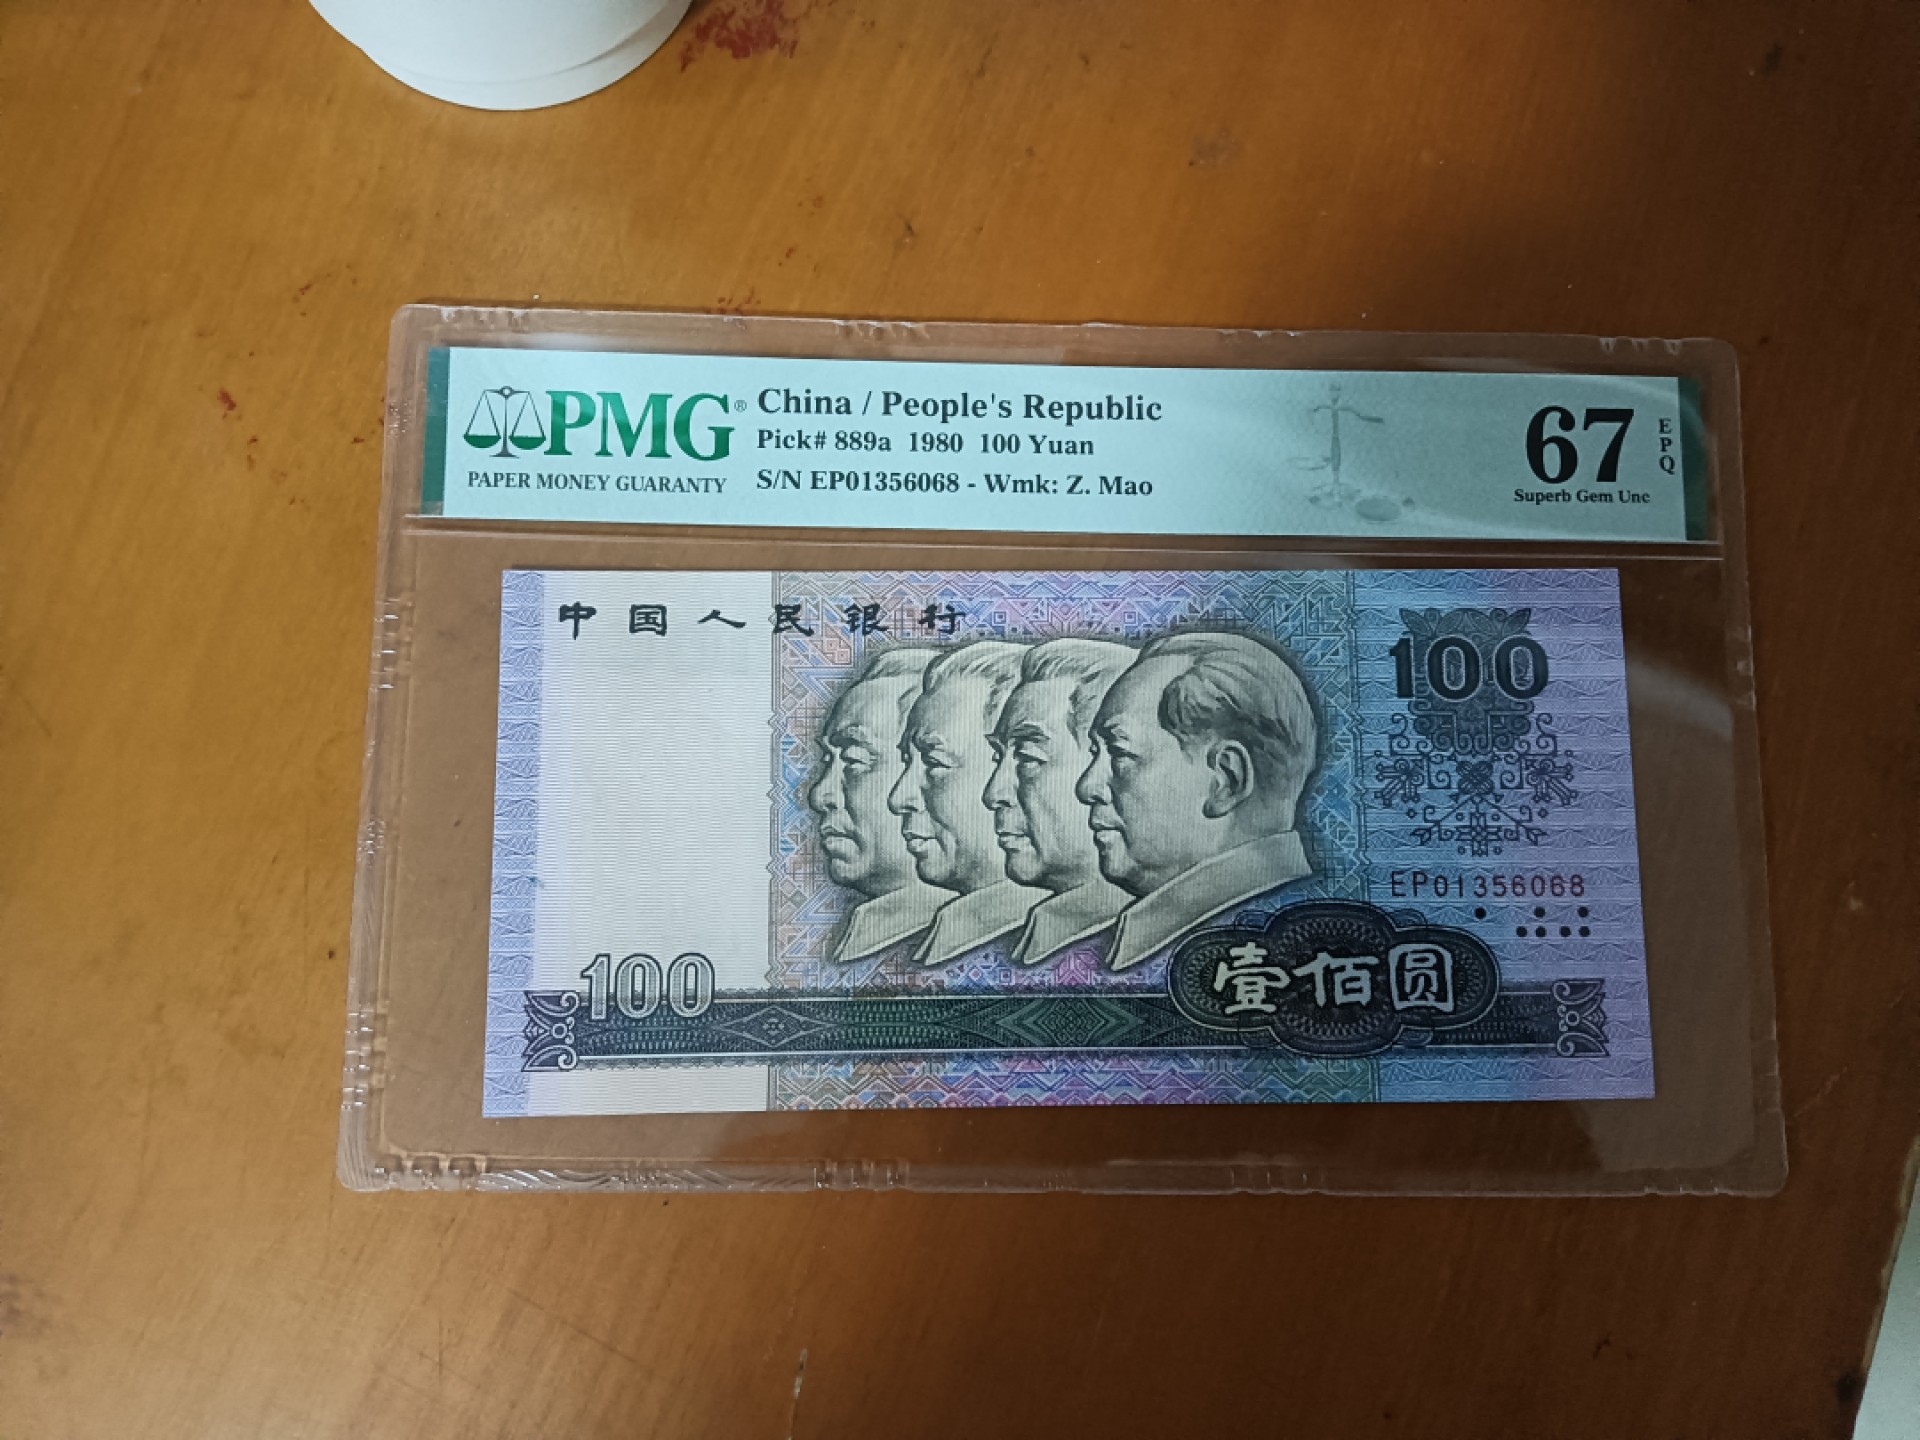 PMG®
PAPER MONEY GUARANTY
China / People's Republic
Pick# 889a 1980 100 Yuan
S/N EP01356068 - Wmk: Z. Mao
67
EPQ
Superb Gem Unc
中国人民银行
100
EP01356068
100
壹佰圆